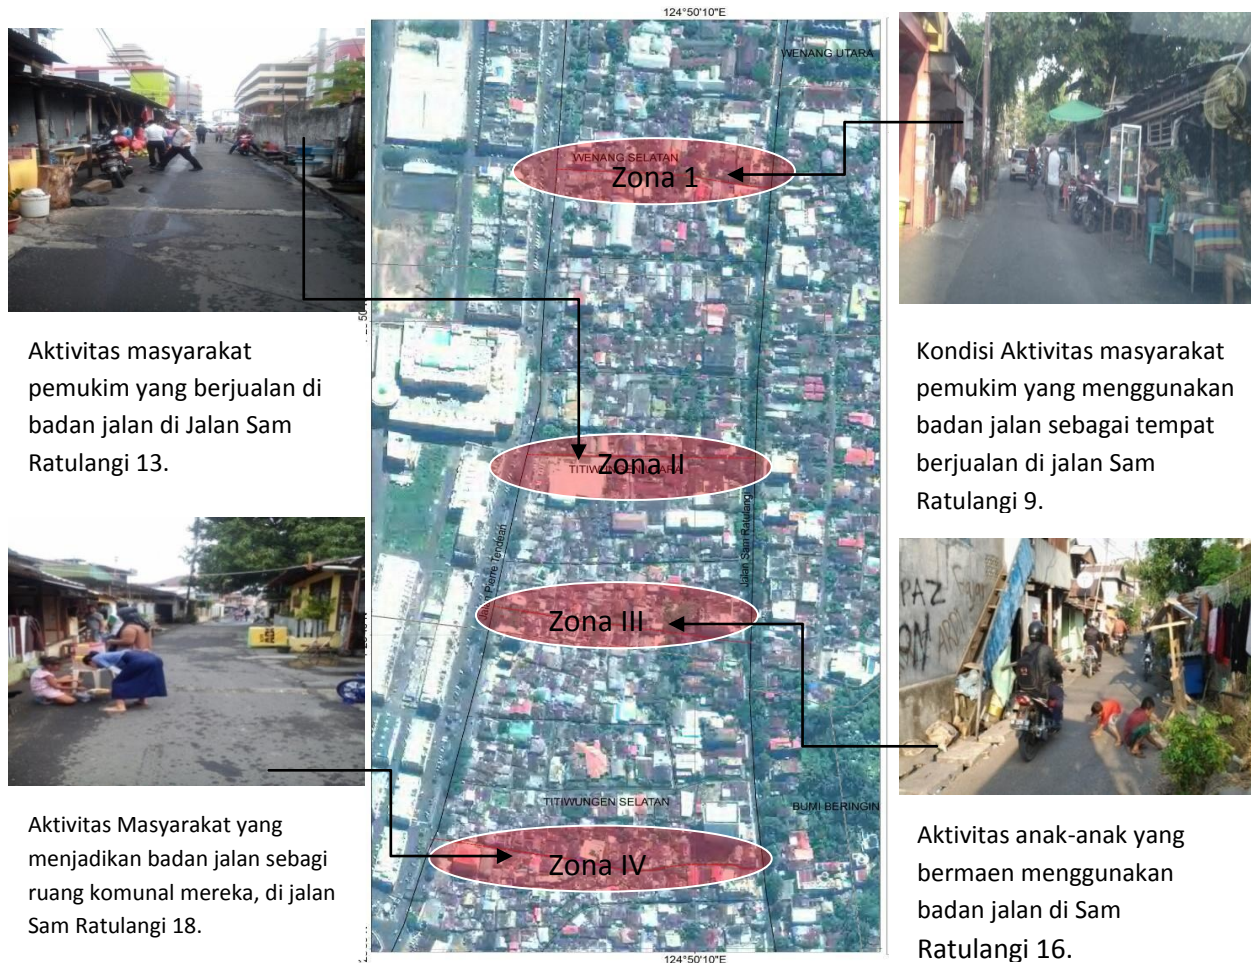 124°50'10"E
WENANG UTARA
WENANG SELATAN
Zona 1
Aktivitas masyarakat
pemukim yang berjualan di
badan jalan di Jalan Sam
Ratulangi 13.
Kondisi Aktivitas masyarakat
pemukim yang menggunakan
badan jalan sebagai tempat
berjualan di jalan Sam
Ratulangi 9.
Zona II
TITIWUNGEN UTARA
Pierre Tendean
Jalan Sam Ratulangi
Zona III
TITIWUNGEN SELATAN
BUMI BERINGIN
Zona IV
Aktivitas Masyarakat yang
menjadikan badan jalan sebagi
ruang komunal mereka, di jalan
Sam Ratulangi 18.
Aktivitas anak-anak yang
bermaen menggunakan
badan jalan di Sam
Ratulangi 16.
124°50'10"E